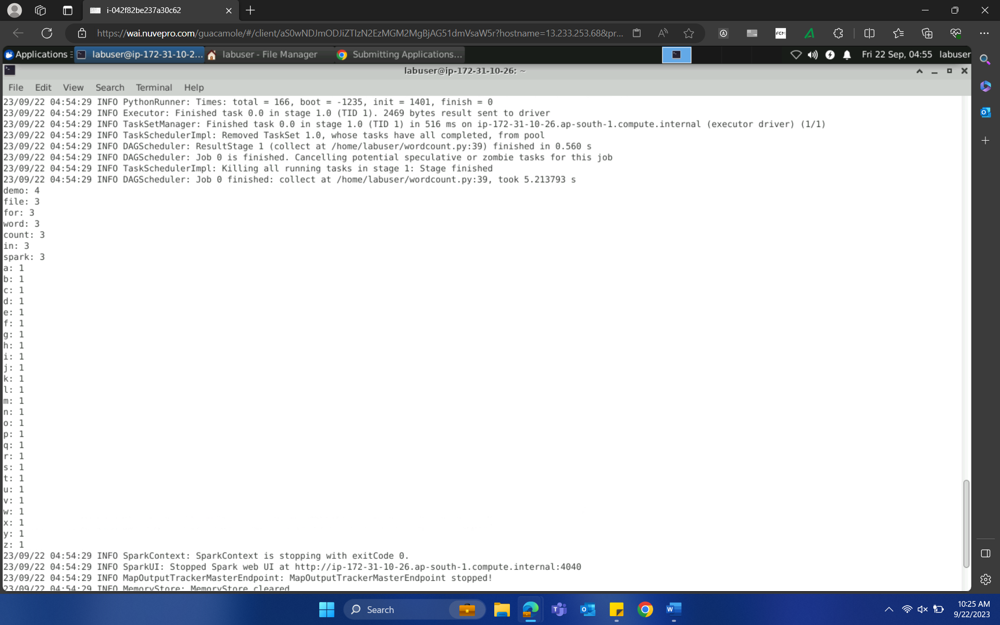 i-042f82be237a30c62
https://wai.nuvepro.com/guacamole/#/client/aS0wNDJmODJiZTIzN2EzMGM2MgBjAG51dmVsaW5r?hostname=13.233.253.68&pr...
Applications labuser@ip-172-31-10-2... labuser - File Manager Submitting Applications... Fri 22 Sep, 04:55 labuser
labuser@ip-172-31-10-26: ~
File Edit View Search Terminal Help
23/09/22 04:54:29 INFO PythonRunner: Times: total = 166, boot = -1235, init = 1401, finish = 0
23/09/22 04:54:29 INFO Executor: Finished task 0.0 in stage 1.0 (TID 1). 2469 bytes result sent to driver
23/09/22 04:54:29 INFO TaskSetManager: Finished task 0.0 in stage 1.0 (TID 1) in 516 ms on ip-172-31-10-26.ap-south-1.compute.internal (executor driver) (1/1)
23/09/22 04:54:29 INFO TaskSchedulerImpl: Removed TaskSet 1.0, whose tasks have all completed, from pool
23/09/22 04:54:29 INFO DAGScheduler: ResultStage 1 (collect at /home/labuser/wordcount.py:39) finished in 0.560 s
23/09/22 04:54:29 INFO DAGScheduler: Job 0 is finished. Cancelling potential speculative or zombie tasks for this job
23/09/22 04:54:29 INFO TaskSchedulerImpl: Killing all running tasks in stage 1: Stage finished
23/09/22 04:54:29 INFO DAGScheduler: Job 0 finished: collect at /home/labuser/wordcount.py:39, took 5.213793 s
demo: 4
file: 3
for: 3
word: 3
count: 3
in: 3
spark: 3
a: 1
b: 1
c: 1
d: 1
e: 1
f: 1
g: 1
h: 1
i: 1
j: 1
k: 1
l: 1
m: 1
n: 1
o: 1
p: 1
q: 1
r: 1
s: 1
t: 1
u: 1
v: 1
w: 1
x: 1
y: 1
z: 1
23/09/22 04:54:29 INFO SparkContext: SparkContext is stopping with exitCode 0.
23/09/22 04:54:29 INFO SparkUI: Stopped Spark web UI at http://ip-172-31-10-26.ap-south-1.compute.internal:4040
23/09/22 04:54:29 INFO MapOutputTrackerMasterEndpoint: MapOutputTrackerMasterEndpoint stopped!
23/09/22 04:54:29 INFO MemoryStore: MemoryStore cleared
Search
10:25 AM
9/22/2023